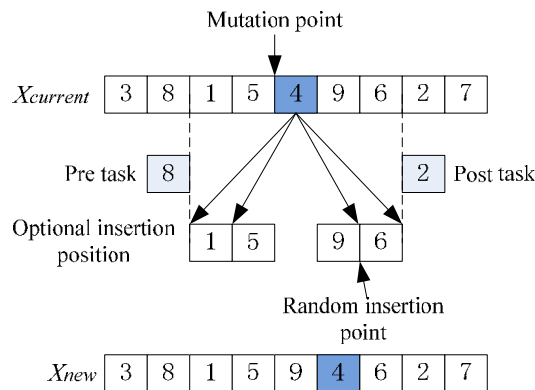 Mutation point
Xcurrent 3 8 1 5 4 9 6 2 7
Pre task 8 2 Post task
Optional insertion
position
1 5 9 6
Random insertion
point
Xnew 3 8 1 5 9 4 6 2 7